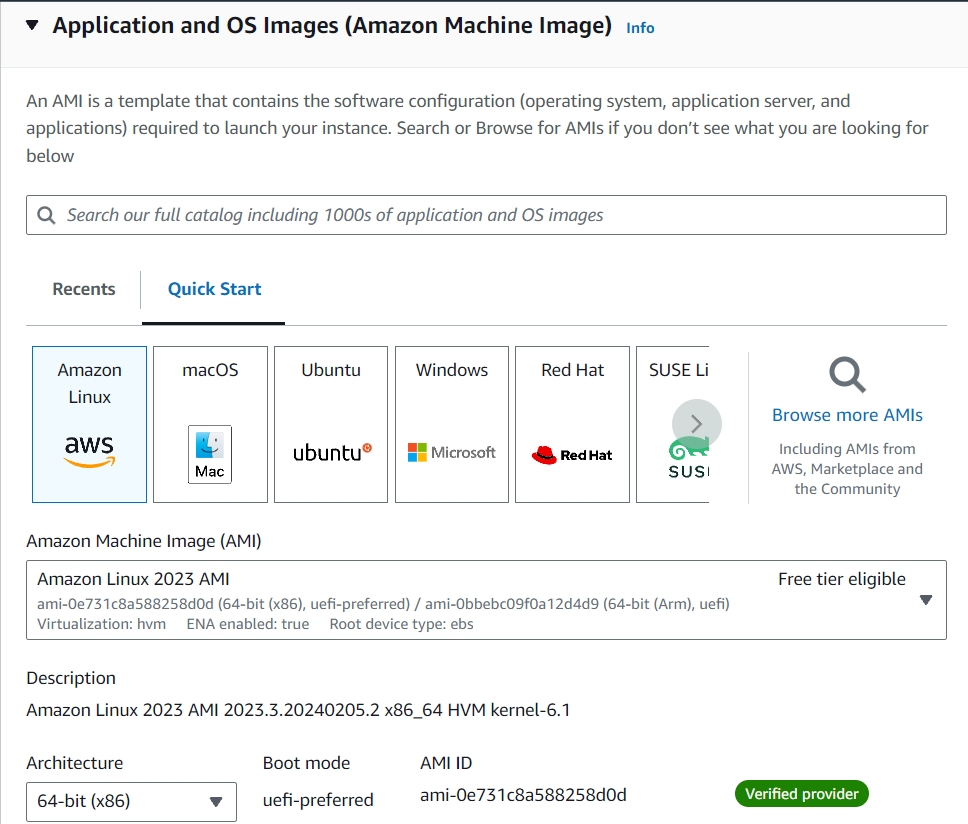 Application and OS Images (Amazon Machine Image) Info
An AMI is a template that contains the software configuration (operating system, application server, and
applications) required to launch your instance. Search or Browse for AMIs if you don’t see what you are looking for
below
Search our full catalog including 1000s of application and OS images
Recents
Quick Start
Amazon
Linux
aws
macOS
Mac
Ubuntu
ubuntu
Windows
Microsoft
Red Hat
Red Hat
SUSE Li
SUS
Browse more AMIs
Including AMIs from
AWS, Marketplace and
the Community
Amazon Machine Image (AMI)
Amazon Linux 2023 AMI
Free tier eligible
ami-0e731c8a588258d0d (64-bit (x86), uefi-preferred) / ami-0bbebc09f0a12d4d9 (64-bit (Arm), uefi)
Virtualization: hvm ENA enabled: true Root device type: ebs
Description
Amazon Linux 2023 AMI 2023.3.20240205.2 x86_64 HVM kernel-6.1
Architecture
64-bit (x86)
Boot mode
uefi-preferred
AMI ID
ami-0e731c8a588258d0d
Verified provider